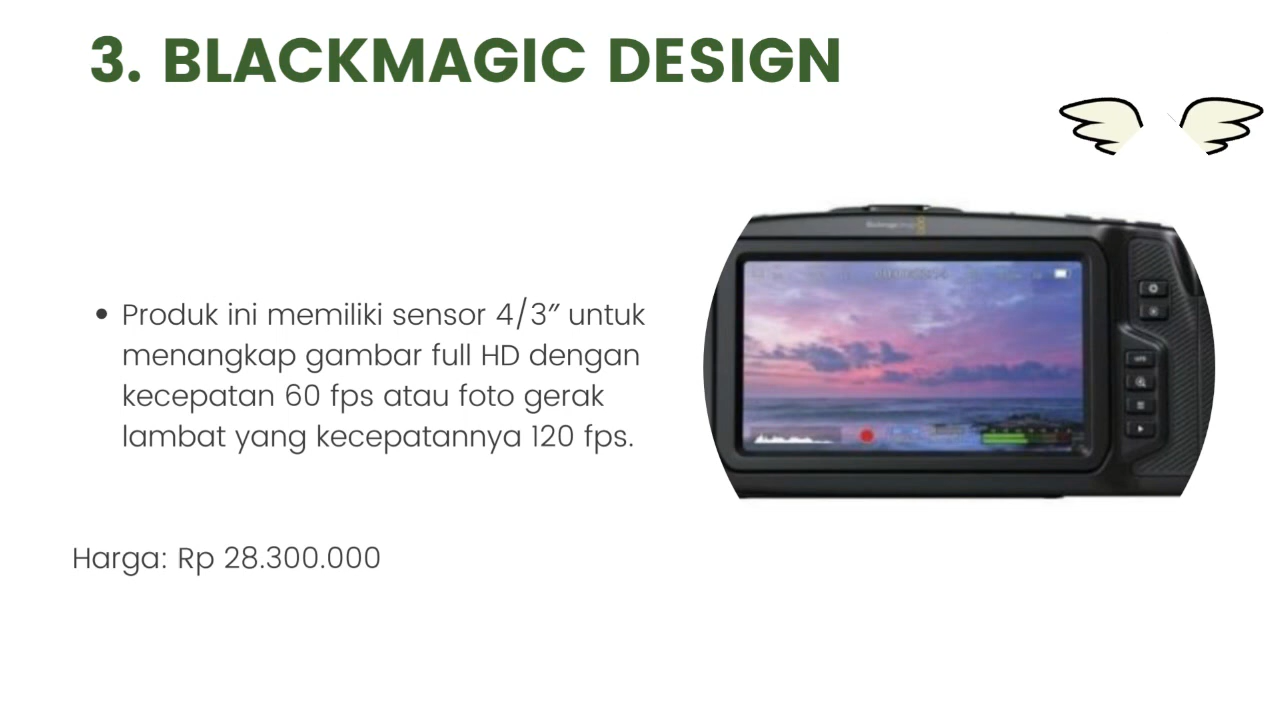 3. BLACKMAGIC DESIGN
• Produk ini memiliki sensor 4/3” untuk
menangkap gambar full HD dengan
kecepatan 60 fps atau foto gerak
lambat yang kecepatannya 120 fps.
Harga: Rp 28.300.000